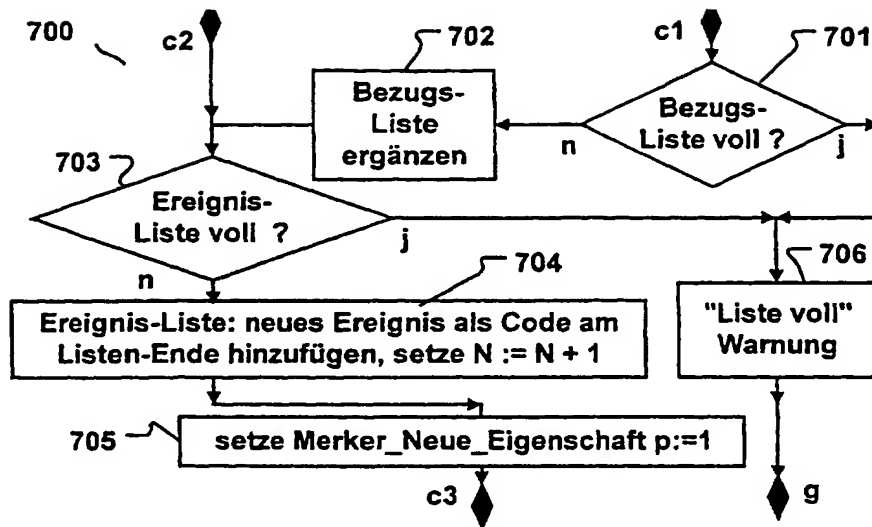 700
c2
702
c1
701
Bezugs-
Liste
ergänzen
n
Bezugs-
Liste voll ?
j
703
Ereignis-
Liste voll ?
j
n
704
706
Ereignis-Liste: neues Ereignis als Code am
Listen-Ende hinzufügen, setze N := N + 1
"Liste voll"
Warnung
705
setze Merker_Neue_Eigenschaft p:=1
c3
g